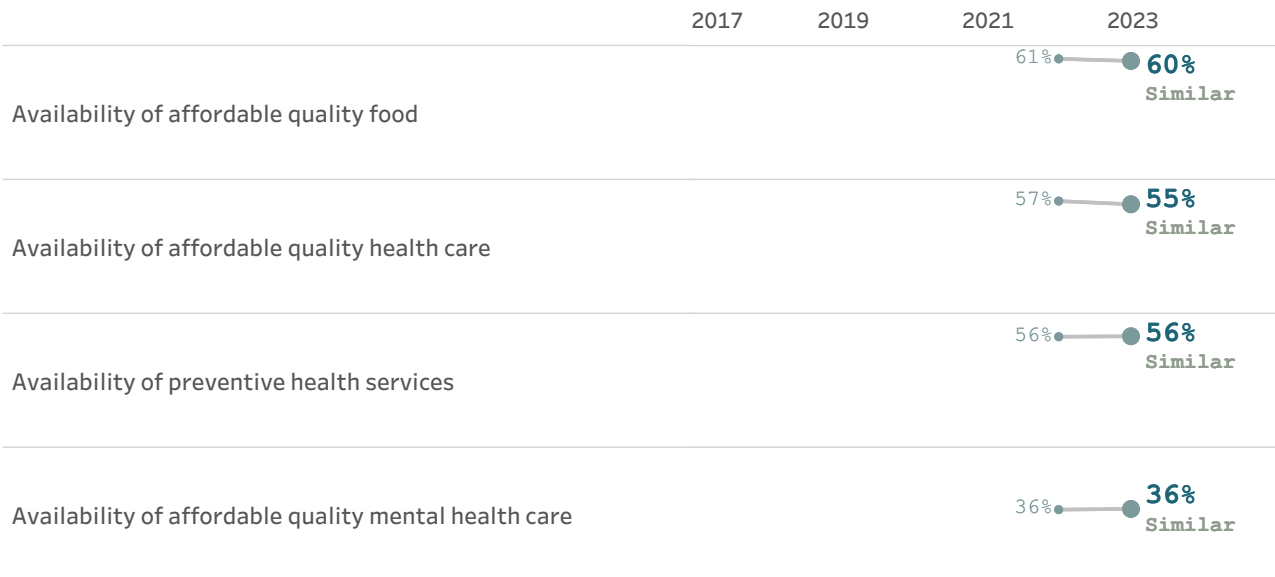 2017 2019 2021 2023
61% 60%
Similar
Availability of affordable quality food
57% 55%
Similar
Availability of affordable quality health care
56% 56%
Similar
Availability of preventive health services
36% 36%
Similar
Availability of affordable quality mental health care